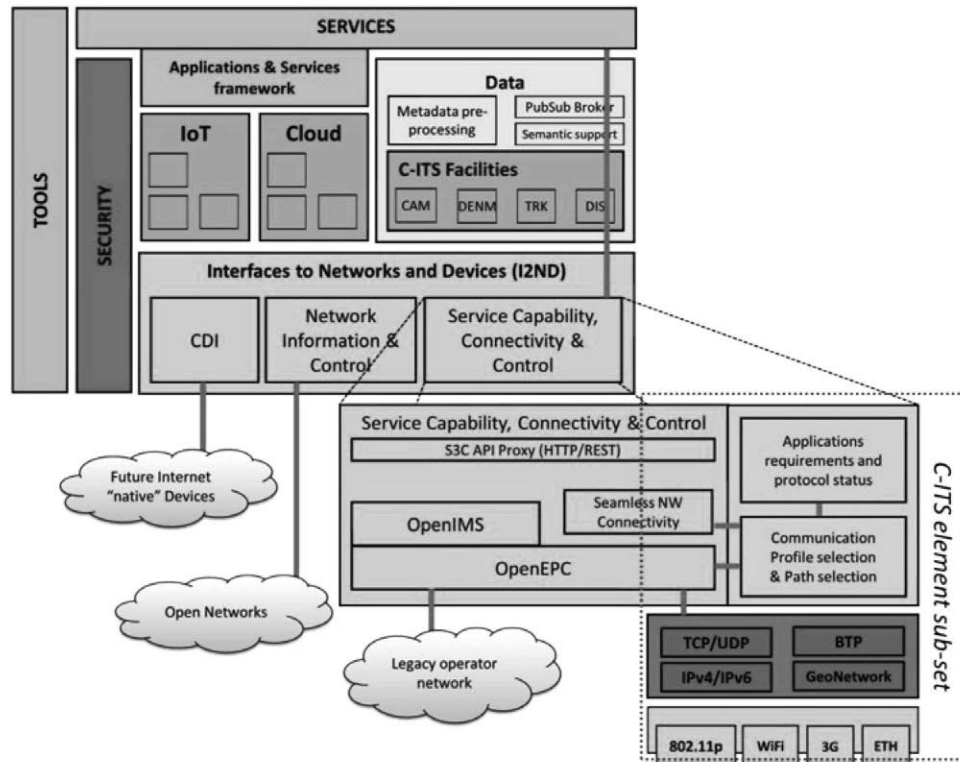 SERVICES
TOOLS
SECURITY
Applications & Services
framework
IoT
Cloud
Data
Metadata pre-
processing
PubSub Broker
Semantic support
C-ITS Facilities
CAM
DENM
TRK
DIS
Interfaces to Networks and Devices (I2ND)
CDI
Network
Information &
Control
Service Capability,
Connectivity &
Control
Service Capability, Connectivity & Control
S3C API Proxy (HTTP/REST)
Applications
requirements and
protocol status
Seamless NW
Connectivity
OpenIMS
OpenEPC
Communication
Profile selection
& Path selection
C-ITS element sub-set
Future Internet
"native" Devices
Open Networks
Legacy operator
network
TCP/UDP
BTP
IPv4/IPv6
GeoNetwork
802.11p
WiFi
3G
ETH